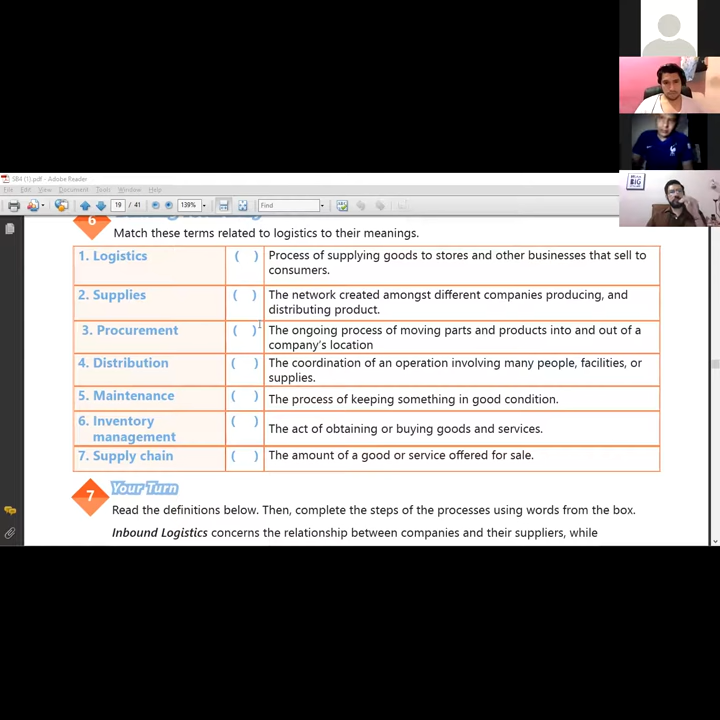 SB4 (1).pdf - Adobe Reader
File Edit View Document Tools Window Help
19 / 41 139% Find
6
Match these terms related to logistics to their meanings.
1. Logistics ( ) Process of supplying goods to stores and other businesses that sell to
consumers.
2. Supplies ( ) The network created amongst different companies producing, and
distributing product.
3. Procurement ( ) The ongoing process of moving parts and products into and out of a
company's location
4. Distribution ( ) The coordination of an operation involving many people, facilities, or
supplies.
5. Maintenance ( ) The process of keeping something in good condition.
6. Inventory
management ( ) The act of obtaining or buying goods and services.
7. Supply chain ( ) The amount of a good or service offered for sale.
7 Your Turn
Read the definitions below. Then, complete the steps of the processes using words from the box.
Inbound Logistics concerns the relationship between companies and their suppliers, while
BIG